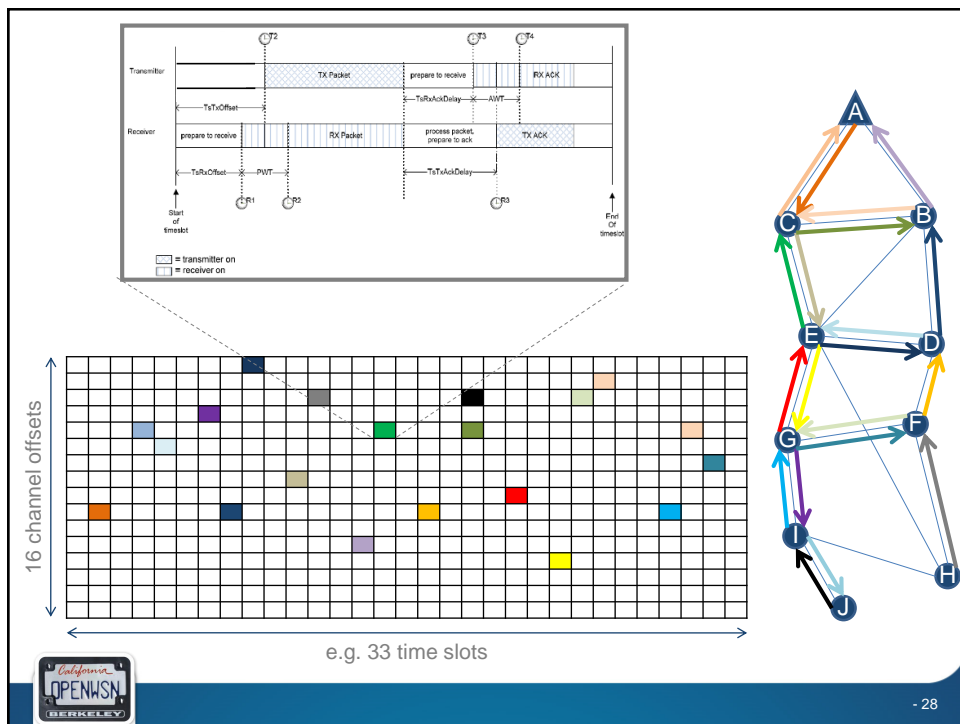 T2
T3
T4
Transmitter
TX Packet
prepare to receive
RX ACK
TsTxOffset
TsRxAckDelay
AWT
Receiver
prepare to receive
RX Packet
process packet,
prepare to ack
TX ACK
TsRxOffset
PWT
TsTxAckDelay
R1
R2
R3
Start
of
timeslot
End
Of
timeslot
= transmitter on
= receiver on
A
C
B
E
D
G
F
I
H
J
16 channel offsets
e.g. 33 time slots
California
OPENWSN
BERKELEY
- 28